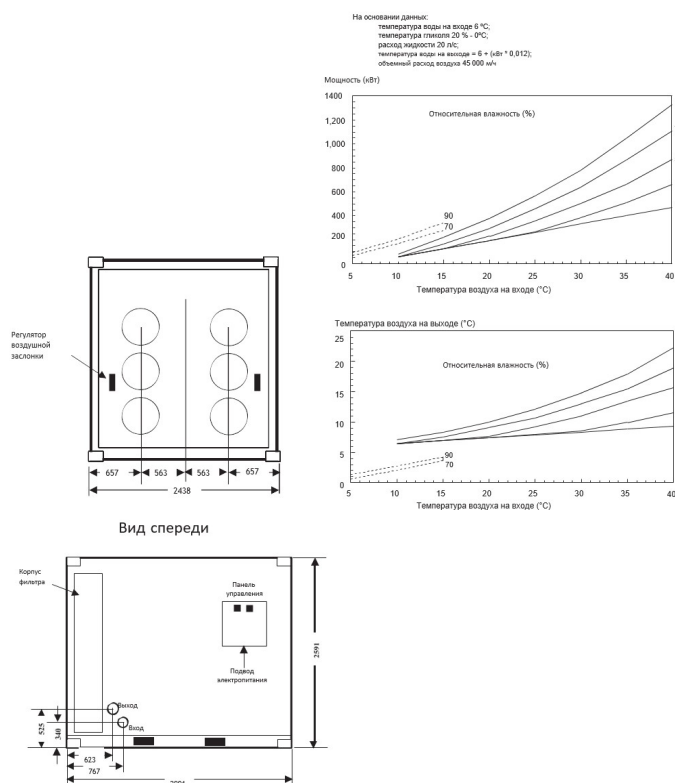 На основании данных:
температура воды на входе 6 °C;
температура гликоля 20 % - 0°C;
расход жидкости 20 л/с;
температура воды на выходе = 6 + (кВт * 0,012);
объемный расход воздуха 45 000 м/ч
Мощность (кВт)
1400
1,200
1,000
800
600
400
200
0
Относительная влажность (%)
90
70
5
10
15
20
25
30
35
40
Температура воздуха на входе (°C)
Температура воздуха на выходе (°C)
25
20
15
10
5
0
Относительная влажность (%)
90
70
5
10
15
20
25
30
35
40
Температура воздуха на входе (°C)
Регулятор
воздушной
заслонки
657
563
563
657
2438
Вид спереди
Корпус
фильтра
Панель
управления
Подвод
электропитания
Выход
Вход
525
340
623
767
2591